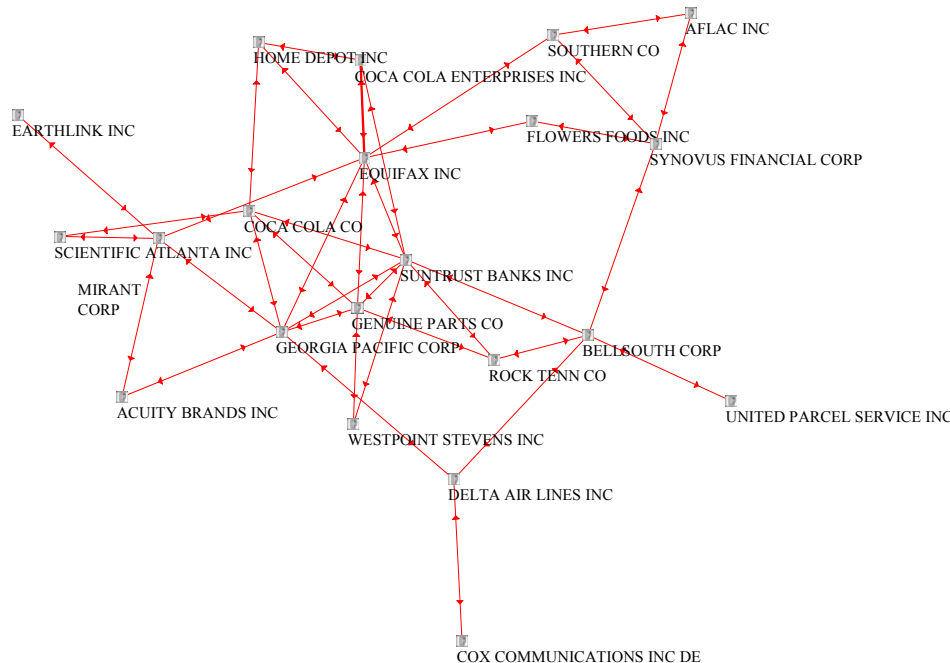 AFLAC INC
SOUTHERN CO
HOME DEPOT INC
COCA COLA ENTERPRISES INC
EARTHLINK INC
FLOWERS FOODS INC
SYNOVUS FINANCIAL CORP
EQUIFAX INC
COCA COLA CO
SCIENTIFIC ATLANTA INC
SUNTRUST BANKS INC
MIRANT
CORP
GENUINE PARTS CO
GEORGIA PACIFIC CORP
BELLSOUTH CORP
ROCK TENN CO
ACUITY BRANDS INC
UNITED PARCEL SERVICE INC
WESTPOINT STEVENS INC
DELTA AIR LINES INC
COX COMMUNICATIONS INC DE